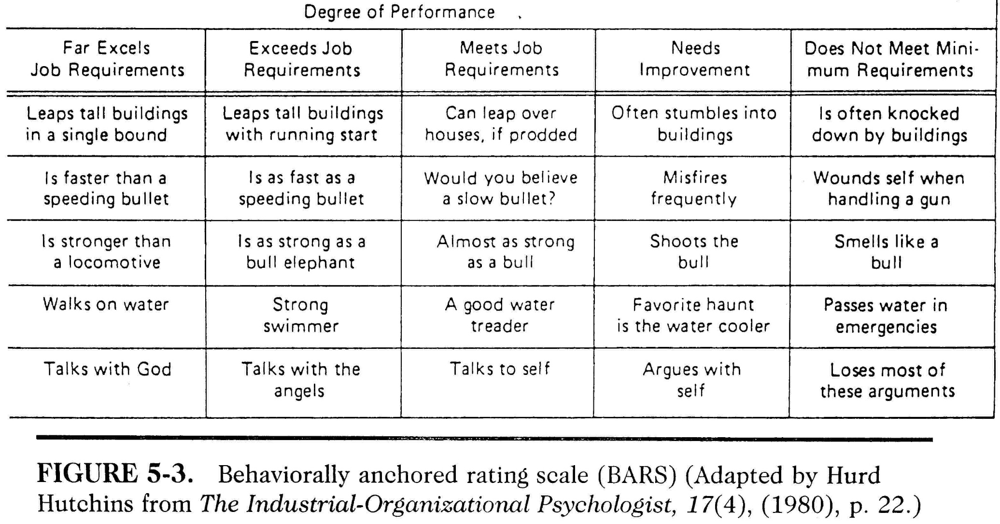 Degree of Performance
Far Excels
Job Requirements
Exceeds Job
Requirements
Meets Job
Requirements
Needs
Improvement
Does Not Meet Mini-
mum Requirements
Leaps tall buildings
in a single bound
Leaps tall buildings
with running start
Can leap over
houses, if prodded
Often stumbles into
buildings
Is often knocked
down by buildings
Is faster than a
speeding bullet
Is as fast as a
speeding bullet
Would you believe
a slow bullet?
Misfires
frequently
Wounds self when
handling a gun
Is stronger than
a locomotive
Is as strong as a
bull elephant
Almost as strong
as a bull
Shoots the
bull
Smells like a
bull
Walks on water
Strong
swimmer
A good water
treader
Favorite haunt
is the water cooler
Passes water in
emergencies
Talks with God
Talks with the
angels
Talks to self
Argues with
self
Loses most of
these arguments
FIGURE 5-3. Behaviorally anchored rating scale (BARS) (Adapted by Hurd
Hutchins from The Industrial-Organizational Psychologist, 17(4), (1980), p. 22.)